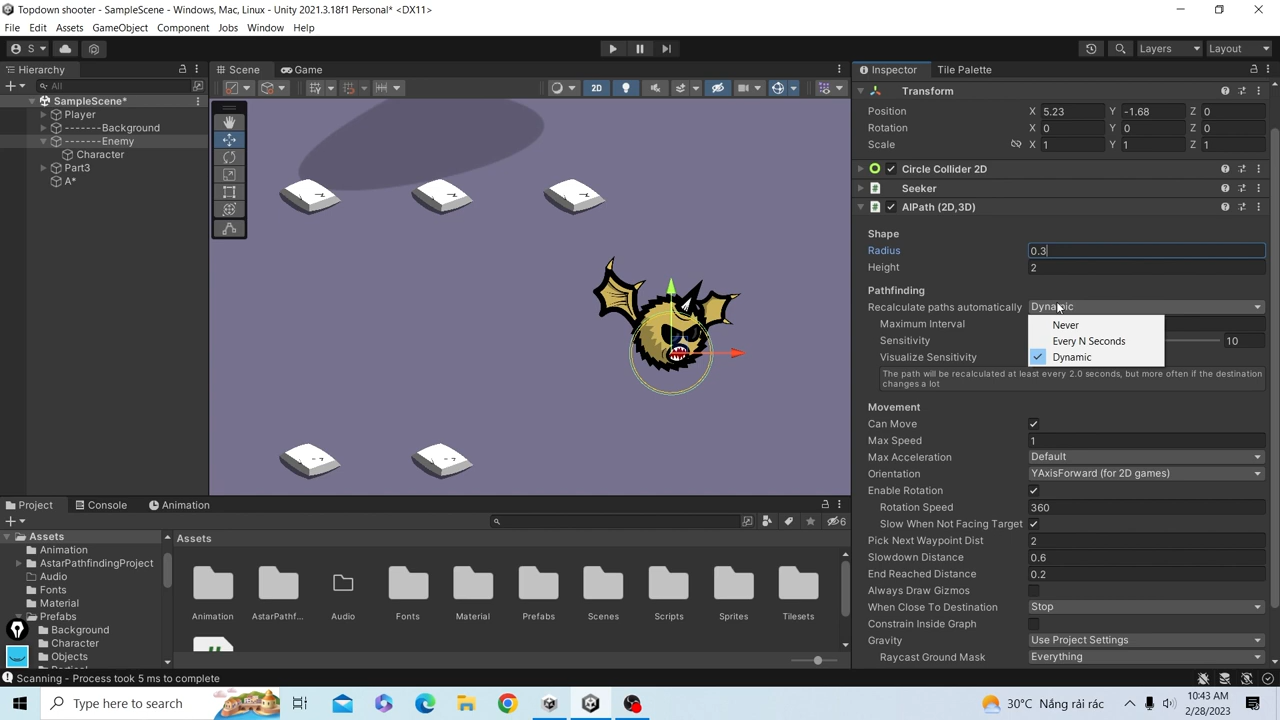 Topdown shooter - SampleScene - Windows, Mac, Linux - Unity 2021.3.18f1 Personal* <DX11>
File Edit Assets GameObject Component Jobs Window Help
S Layers Layout
Hierarchy Scene Game Inspector Tile Palette
All
2D
SampleScene*
Player
-------Background
-------Enemy
Character
Part3
A*
Transform
Position X 5.23 Y -1.68 Z 0
Rotation X 0 Y 0 Z 0
Scale X 1 Y 1 Z 1
Circle Collider 2D
Seeker
AIPath (2D,3D)
Shape
Radius 0.3
Height 2
Pathfinding
Recalculate paths automatically Dynamic
Never
Maximum Interval
Every N Seconds
Sensitivity 10
Dynamic
Visualize Sensitivity
The path will be recalculated at least every 2.0 seconds, but more often if the destination
changes a lot
Movement
Can Move
Max Speed 1
Max Acceleration Default
Orientation YAxisForward (for 2D games)
Enable Rotation
Rotation Speed 360
Slow When Not Facing Target
Pick Next Waypoint Dist 2
Slowdown Distance 0.6
End Reached Distance 0.2
Always Draw Gizmos
When Close To Destination Stop
Constrain Inside Graph
Gravity Use Project Settings
Raycast Ground Mask Everything
Project Console Animation
6
Assets
Animation
AstarPathfindingProject
Audio
Fonts
Material
Prefabs
Background
Character
Objects
Assets
Animation AstarPathf... Audio Fonts Material Prefabs Scenes Scripts Sprites Tilesets
Scanning - Process took 5 ms to complete
Type here to search
30°C Nắng rải rác
10:43 AM
2/28/2023